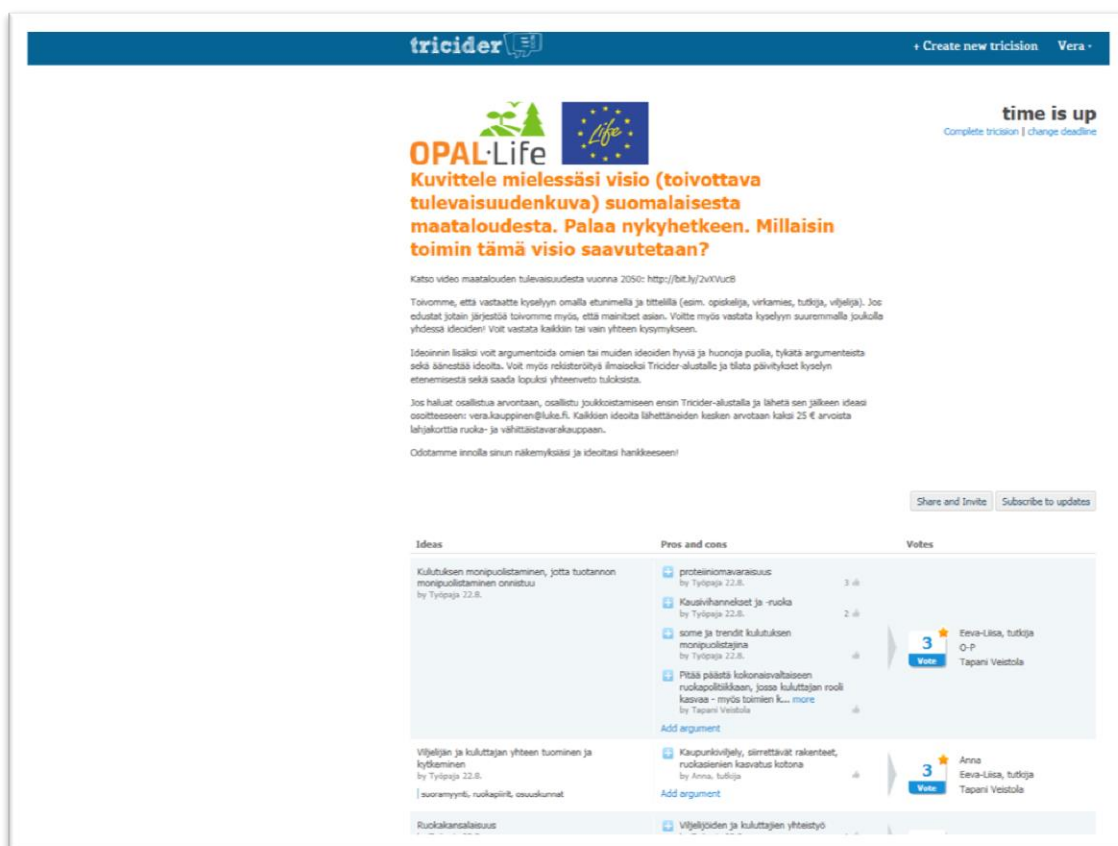 tricider
+ Create new tricision Vera
OPAL·Life
Life
time is up
Complete tricision | change deadline
Kuvittele mielessäsi visio (toivottava
tulevaisuudenkuva) suomalaisesta
maataloudesta. Palaa nykyhetkeen. Millaisin
toimin tämä visio saavutetaan?
Katso video maatalouden tulevaisuudesta vuonna 2050: http://bit.ly/2vXVucB
Toivomme, että vastaatte kyselyyn omalla etunimellä ja tittelillä (esim. opiskelija, virkamies, tutkija, viljelijä). Jos
edustat jotain järjestöä toivomme myös, että mainitset asian. Voitte myös vastata kyselyyn suuremmalla joukolla
yhdessä ideoiden! Voit vastata kaikkiin tai vain yhteen kysymykseen.
Ideoinnin lisäksi voit argumentoida omien tai muiden ideoiden hyviä ja huonoja puolia, tykätä argumenteista
sekä äänestää ideoita. Voit myös rekisteröityä ilmaiseksi Tricider-alustalle ja tilata päivitykset kyselyn
etenemisestä sekä saada lopuksi yhteenveto tuloksista.
Jos haluat osallistua arvontaan, osallistu joukkoistamiseen ensin Tricider-alustalla ja lähetä sen jälkeen ideasi
osoitteeseen: vera.kauppinen@luke.fi. Kaikkien ideoita lähettäneiden kesken arvotaan kaksi 25 € arvoista
lahjakorttia ruoka- ja vähittäistavarakauppaan.
Odotamme innolla sinun näkemyksiäsi ja ideoitasi hankkeeseen!
Share and Invite Subscribe to updates
Ideas Pros and cons Votes
Kulutuksen monipuolistaminen, jotta tuotannon
monipuolistaminen onnistuu
by Työpaja 22.8.
proteiiniomavaraisuus
by Työpaja 22.8. 3
Kausivihannekset ja -ruoka
by Työpaja 22.8. 2
some ja trendit kulutuksen
monipuolistajina
by Työpaja 22.8.
Pitää päästä kokonaisvaltaiseen
ruokapolitiikkaan, jossa kuluttajan rooli
kasvaa - myös toimien k... more
by Tapani Veistola
Add argument
3
Vote
Eeva-Liisa, tutkija
O-P
Tapani Veistola
Viljelijän ja kuluttajan yhteen tuominen ja
kytkeminen
by Työpaja 22.8.
suoramyynti, ruokapiirit, osuuskunnat
Kaupunkiviljely, siirrettävät rakenteet,
ruokasienien kasvatus kotona
by Anna, tutkija
Add argument
3
Vote
Anna
Eeva-Liisa, tutkija
Tapani Veistola
Ruokakansalaisuus
Viljelijöiden ja kuluttajien yhteistyö